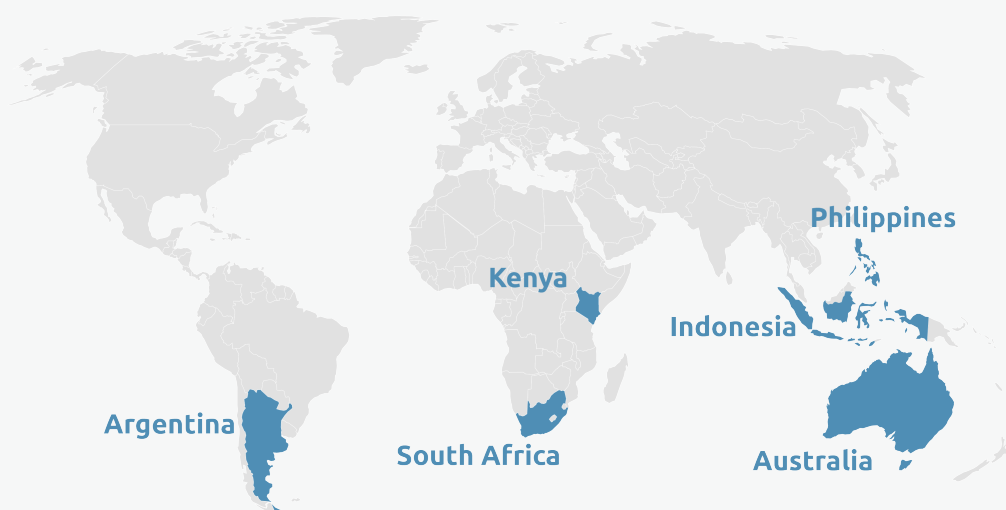 Philippines
Kenya
Indonesia
Argentina
South Africa
Australia